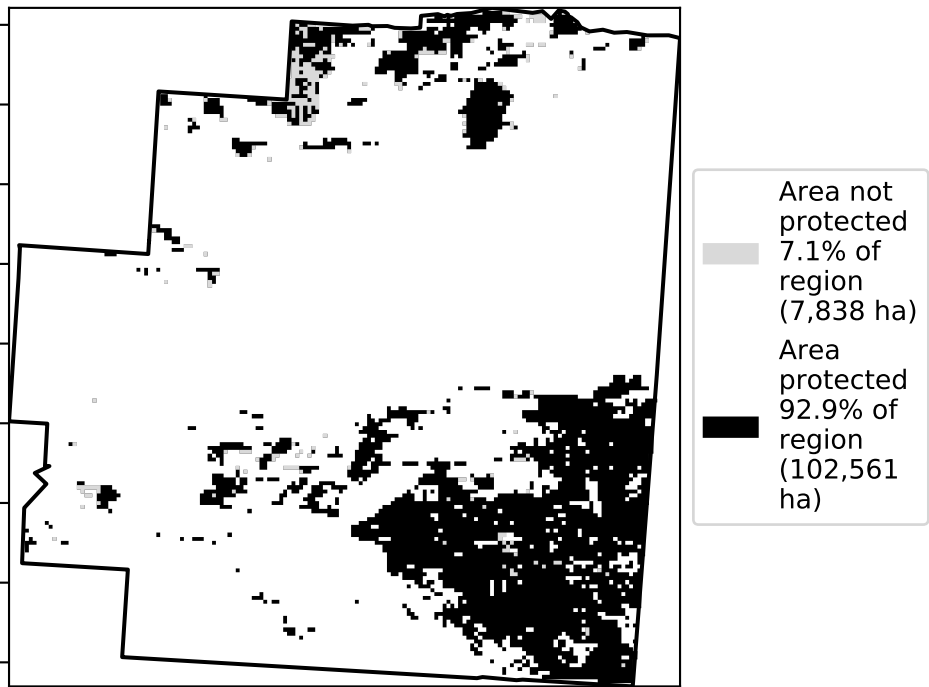 Area not
protected
7.1% of
region
(7,838 ha)
Area
protected
92.9% of
region
(102,561
ha)